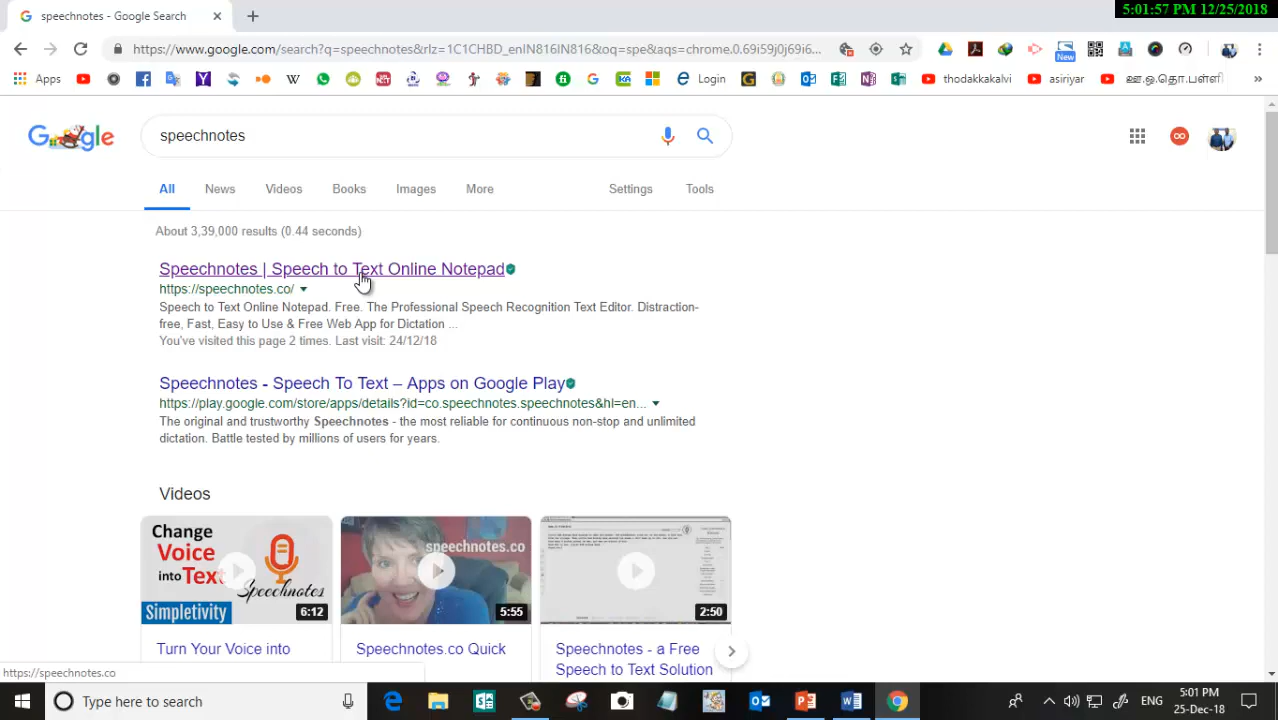 5:01:57 PM 12/25/2018
speechnotes - Google Search
https://www.google.com/search?q=speechnotes&rlz=1C1CHBD_enIN816IN816&oq=spe&aqs=chrome.0.69i59j0j69i6...
New
Apps
Login
thodakkakalvi
asiriyar
ஊ.ஒ.தொ.பள்ளி
»
Google
speechnotes
All News Videos Books Images More Settings Tools
About 3,39,000 results (0.44 seconds)
Speechnotes | Speech to Text Online Notepad
https://speechnotes.co/
Speech to Text Online Notepad. Free. The Professional Speech Recognition Text Editor. Distraction-
free, Fast, Easy to Use & Free Web App for Dictation ...
You've visited this page 2 times. Last visit: 24/12/18
Speechnotes - Speech To Text – Apps on Google Play
https://play.google.com/store/apps/details?id=co.speechnotes.speechnotes&hl=en...
The original and trustworthy Speechnotes - the most reliable for continuous non-stop and unlimited
dictation. Battle tested by millions of users for years.
Videos
Change
Voice
into Text
Speechnotes
Simpletivity
6:12
speechnotes.co
5:55
2:50
Turn Your Voice into
Speechnotes.co Quick
Speechnotes - a Free
Speech to Text Solution
https://speechnotes.co
Type here to search
ENG
5:01 PM
25-Dec-18